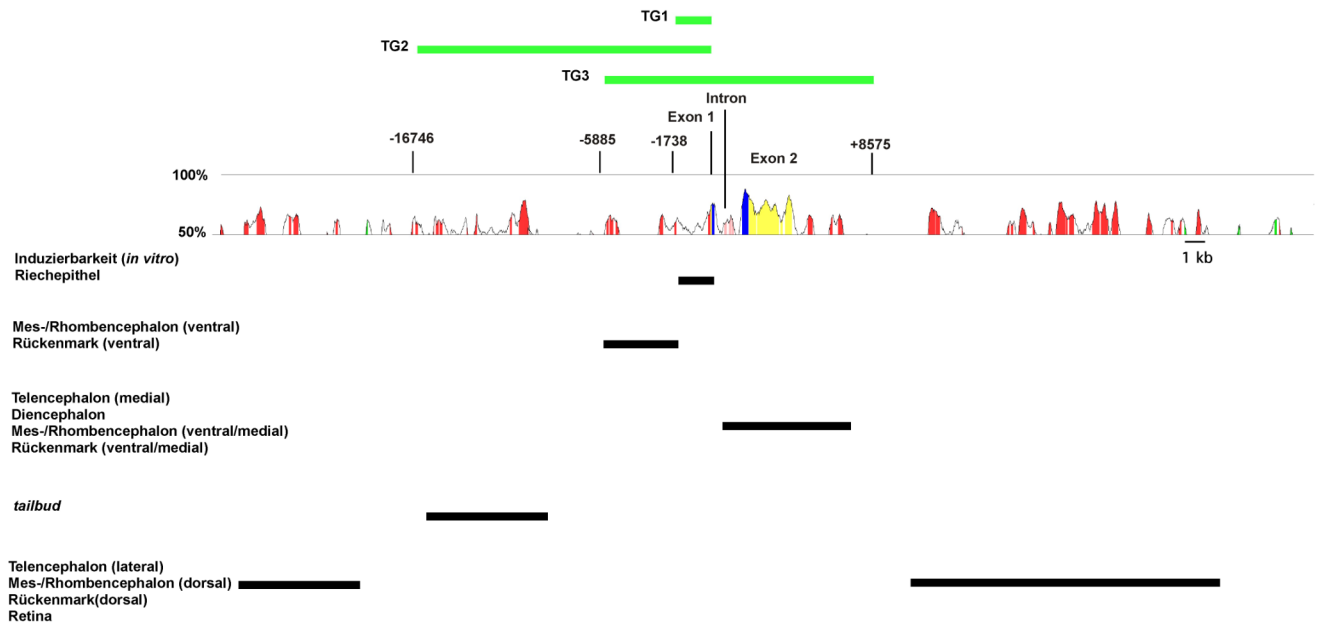 TG1
TG2
TG3
Intron
Exon 1
-16746
-5885
-1738
Exon 2
+8575
100%
50%
1 kb
Induzierbarkeit (in vitro)
Riechepithel
Mes-/Rhombencephalon (ventral)
Rückenmark (ventral)
Telencephalon (medial)
Diencephalon
Mes-/Rhombencephalon (ventral/medial)
Rückenmark (ventral/medial)
tailbud
Telencephalon (lateral)
Mes-/Rhombencephalon (dorsal)
Rückenmark(dorsal)
Retina